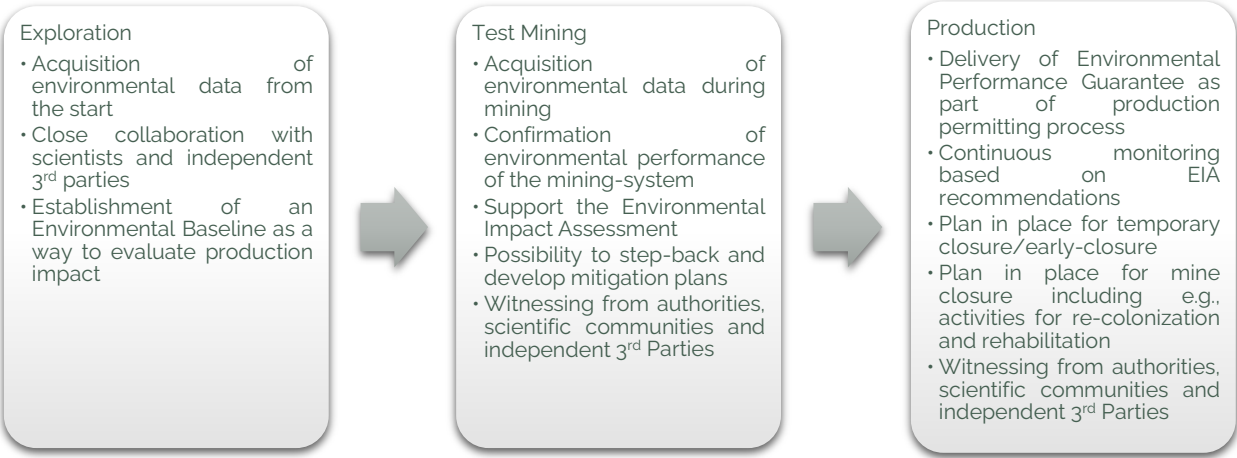 Exploration
• Acquisition of
environmental data from
the start
• Close collaboration with
scientists and independent
3rd parties
• Establishment of an
Environmental Baseline as a
way to evaluate production
impact
Test Mining
• Acquisition of
environmental data during
mining
• Confirmation of
environmental performance
of the mining-system
• Support the Environmental
Impact Assessment
• Possibility to step-back and
develop mitigation plans
• Witnessing from authorities,
scientific communities and
independent 3rd Parties
Production
• Delivery of Environmental
Performance Guarantee as
part of production
permitting process
• Continuous monitoring
based on EIA
recommendations
• Plan in place for temporary
closure/early-closure
• Plan in place for mine
closure including e.g.,
activities for re-colonization
and rehabilitation
• Witnessing from authorities,
scientific communities and
independent 3rd Parties